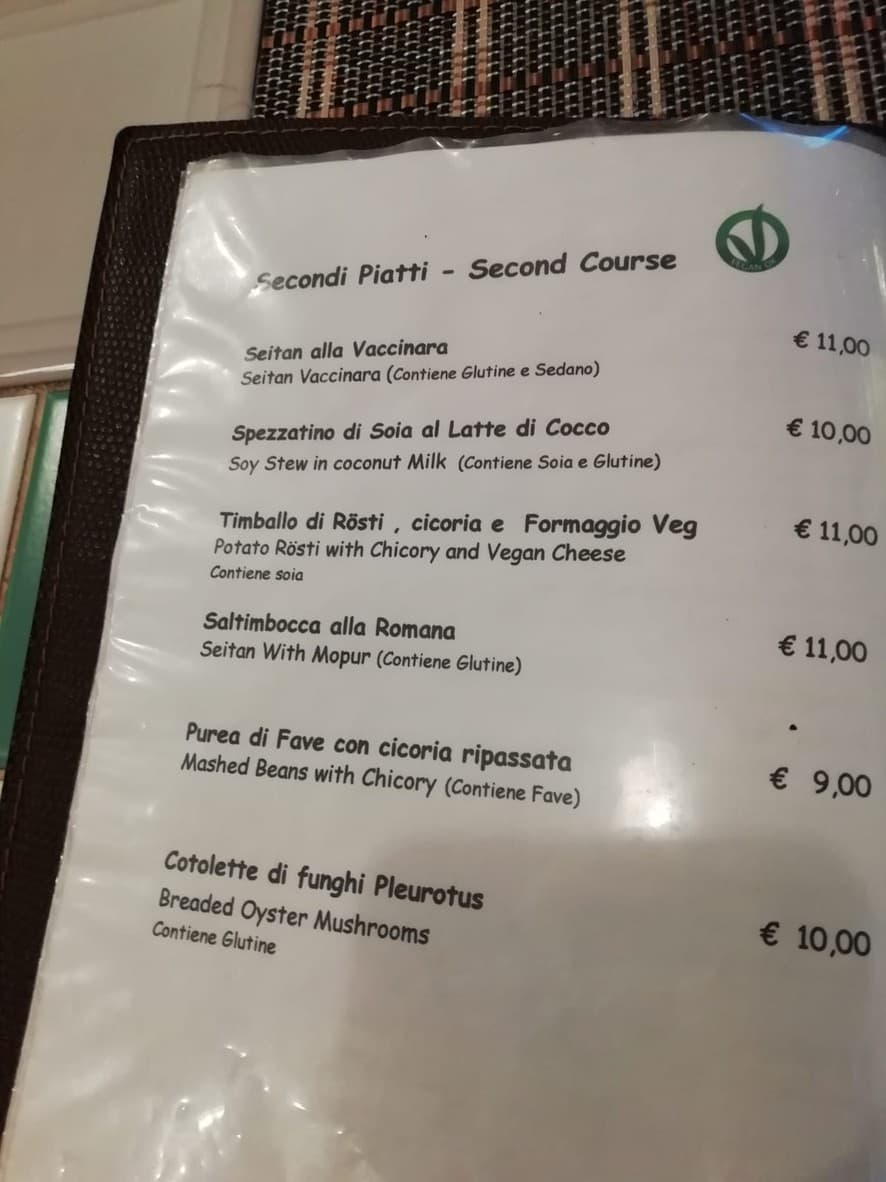 Secondi Piatti - Second Course
VEGAN OK
Seitan alla Vaccinara € 11,00
Seitan Vaccinara (Contiene Glutine e Sedano)
Spezzatino di Soia al Latte di Cocco € 10,00
Soy Stew in coconut Milk (Contiene Soia e Glutine)
Timballo di Rösti , cicoria e Formaggio Veg € 11,00
Potato Rösti with Chicory and Vegan Cheese
Contiene soia
Saltimbocca alla Romana € 11,00
Seitan With Mopur (Contiene Glutine)
Purea di Fave con cicoria ripassata € 9,00
Mashed Beans with Chicory (Contiene Fave)
Cotolette di funghi Pleurotus
Breaded Oyster Mushrooms € 10,00
Contiene Glutine